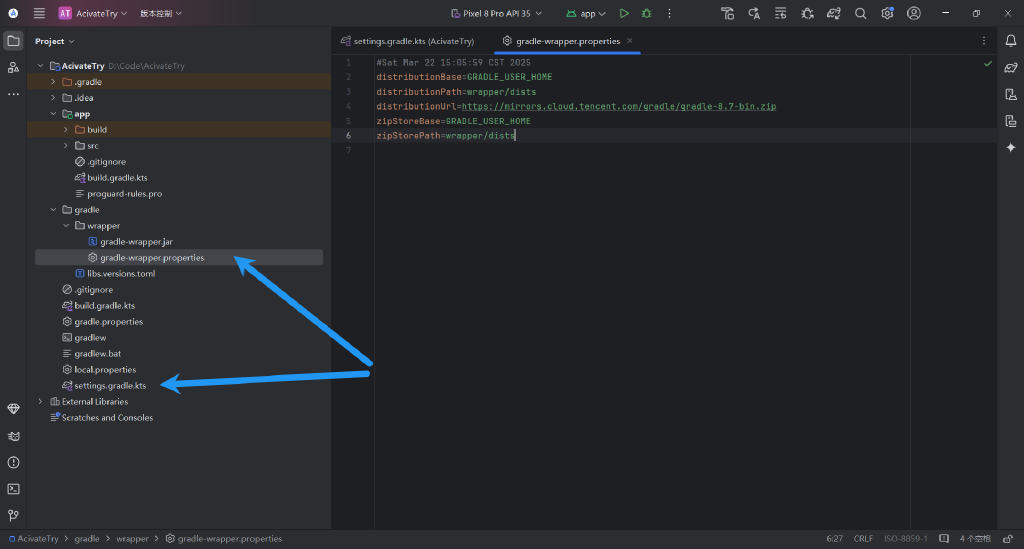 AT AcivateTry 版本控制 Pixel 8 Pro API 35 app
Project
AcivateTry D:\Code\AcivateTry
.gradle
.idea
app
build
src
.gitignore
build.gradle.kts
proguard-rules.pro
gradle
wrapper
gradle-wrapper.jar
gradle-wrapper.properties
libs.versions.toml
.gitignore
build.gradle.kts
gradle.properties
gradlew
gradlew.bat
local.properties
settings.gradle.kts
External Libraries
Scratches and Consoles
settings.gradle.kts (AcivateTry) gradle-wrapper.properties
1 #Sat Mar 22 15:05:59 CST 2025
2 distributionBase=GRADLE_USER_HOME
3 distributionPath=wrapper/dists
4 distributionUrl=https://mirrors.cloud.tencent.com/gradle/gradle-8.7-bin.zip
5 zipStoreBase=GRADLE_USER_HOME
6 zipStorePath=wrapper/dists
7
AcivateTry > gradle > wrapper > gradle-wrapper.properties 6:27 CRLF ISO-8859-1 4 个空格